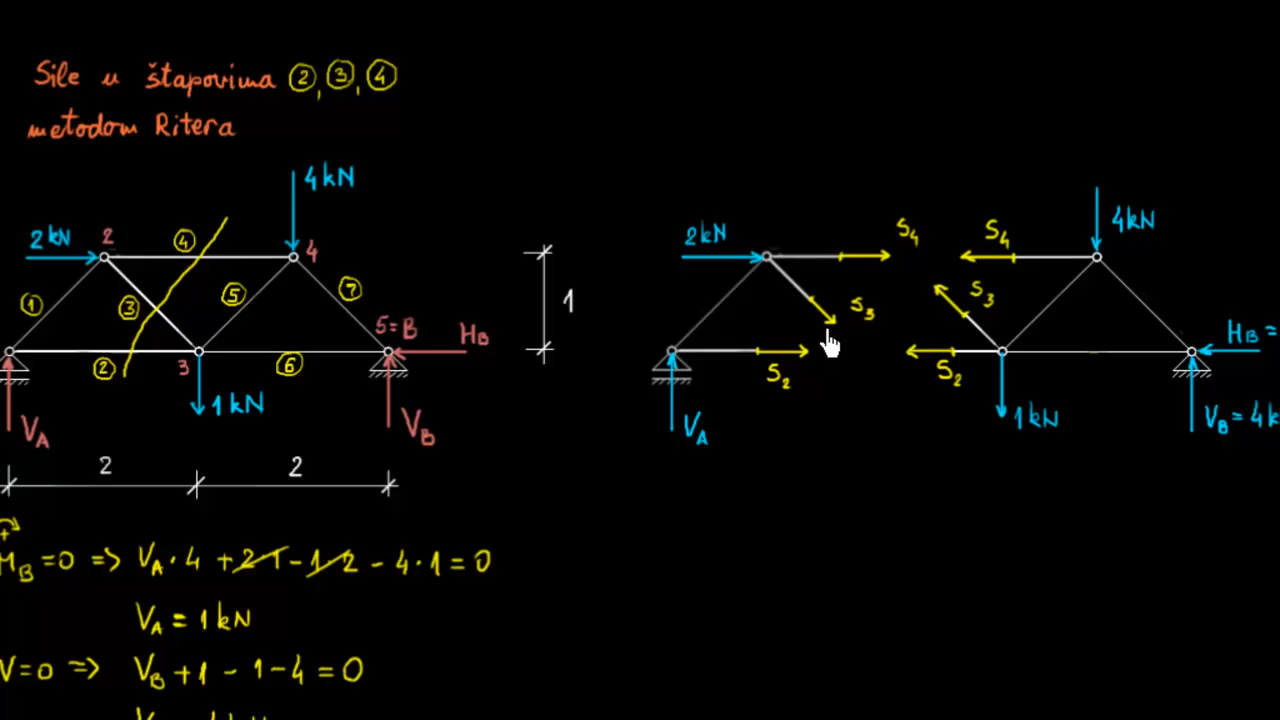 Sile u štapovima ②,③,④
metodom Ritera
4kN
2kN
2
④
4
①
③
⑤
⑦
5=B
HB
②
3
⑥
1kN
VA
VB
2
2
1
2kN
S4
S3
S2
VA
S4
4kN
S3
S2
1kN
HB =
VB = 4k
+
MB=0 => VA·4 + 2·1 - 1·2 - 4·1 = 0
VA = 1kN
V=0 => VB + 1 - 1 - 4 = 0